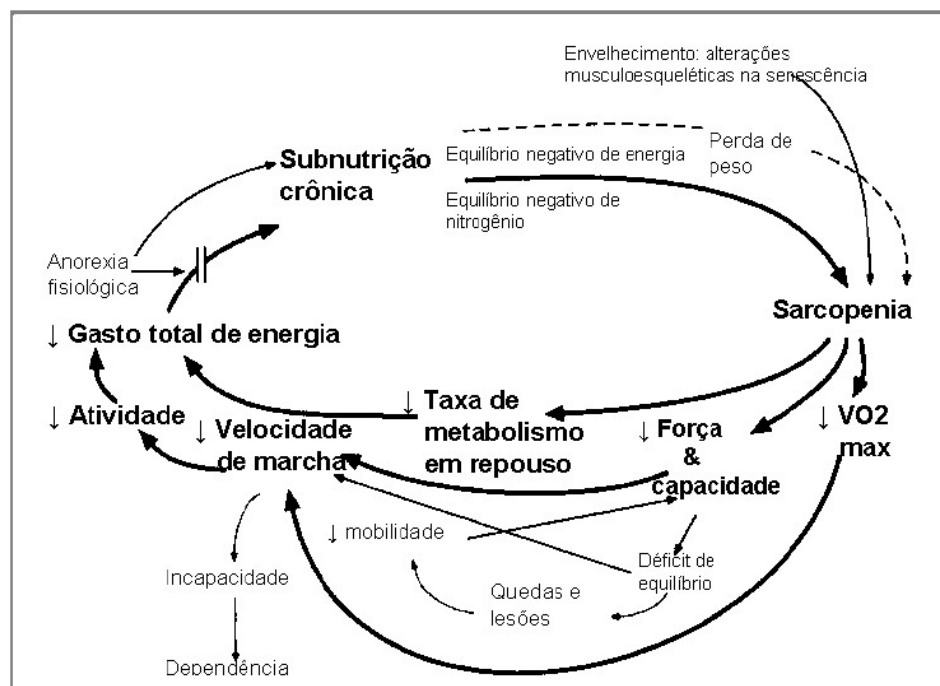 Envelhecimento: alterações
musculoesqueléticas na senescência
Subnutrição
crônica
Equilíbrio negativo de energia
Perda de
peso
Equilíbrio negativo de
nitrogênio
Anorexia
fisiológica
Sarcopenia
↓ Gasto total de energia
↓ Atividade
↓ Velocidade
de marcha
↓ Taxa de
metabolismo
em repouso
↓ Força
&
capacidade
↓ VO2
max
↓ mobilidade
Déficit de
equilíbrio
Quedas e
lesões
Incapacidade
Dependência